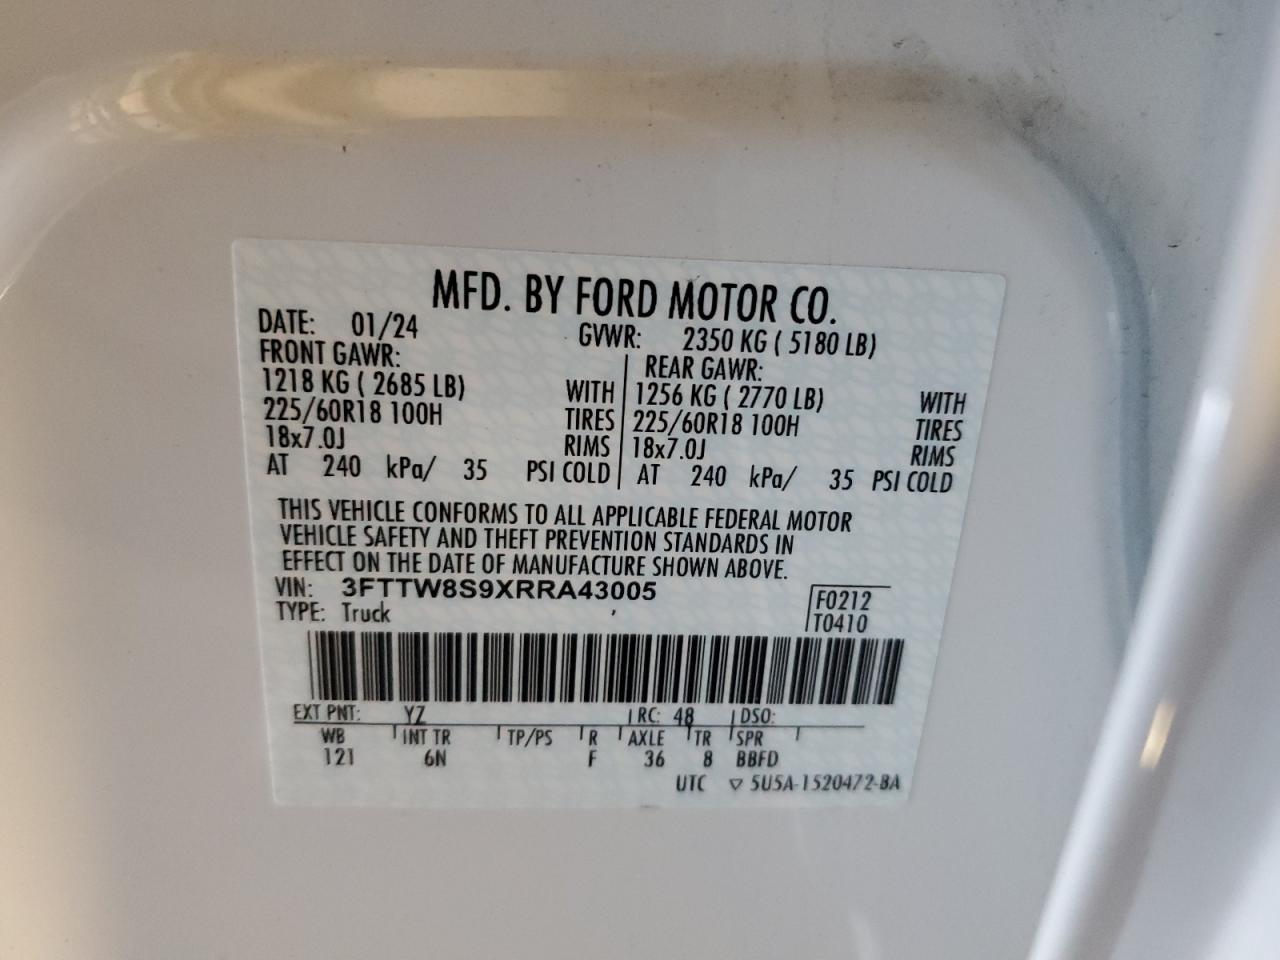 MFD. BY FORD MOTOR CO.
DATE: 01/24 GVWR: 2350 KG ( 5180 LB)
FRONT GAWR: REAR GAWR:
1218 KG ( 2685 LB) WITH 1256 KG ( 2770 LB) WITH
225/60R18 100H TIRES 225/60R18 100H TIRES
18x7.0J RIMS 18x7.0J RIMS
AT 240 kPa/ 35 PSI COLD AT 240 kPa/ 35 PSI COLD
THIS VEHICLE CONFORMS TO ALL APPLICABLE FEDERAL MOTOR
VEHICLE SAFETY AND THEFT PREVENTION STANDARDS IN
EFFECT ON THE DATE OF MANUFACTURE SHOWN ABOVE.
VIN: 3FTTW8S9XRRA43005 F0212
TYPE: Truck T0410
EXT PNT: YZ RC: 48 DSO:
WB INT TR TP/PS R AXLE TR SPR
121 6N F 36 8 BBFD
UTC ▽ 5U5A-1520472-BA